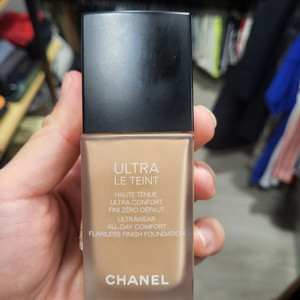 ULTRA
LE TEINT
HAUTE TENUE
ULTRA CONFORT
FINI ZÉRO DÉFAUT
ULTRAWEAR
ALL DAY COMFORT
FLAWLESS FINISH FOUNDATION
CHANEL